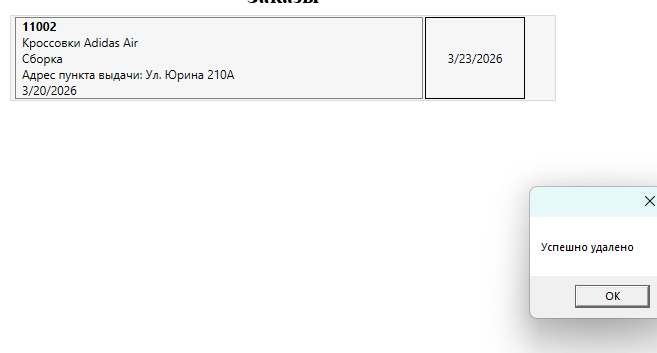 Заказы
11002
Кроссовки Adidas Air
Сборка
Адрес пункта выдачи: Ул. Юрина 210А
3/20/2026
3/23/2026
Успешно удалено
OK